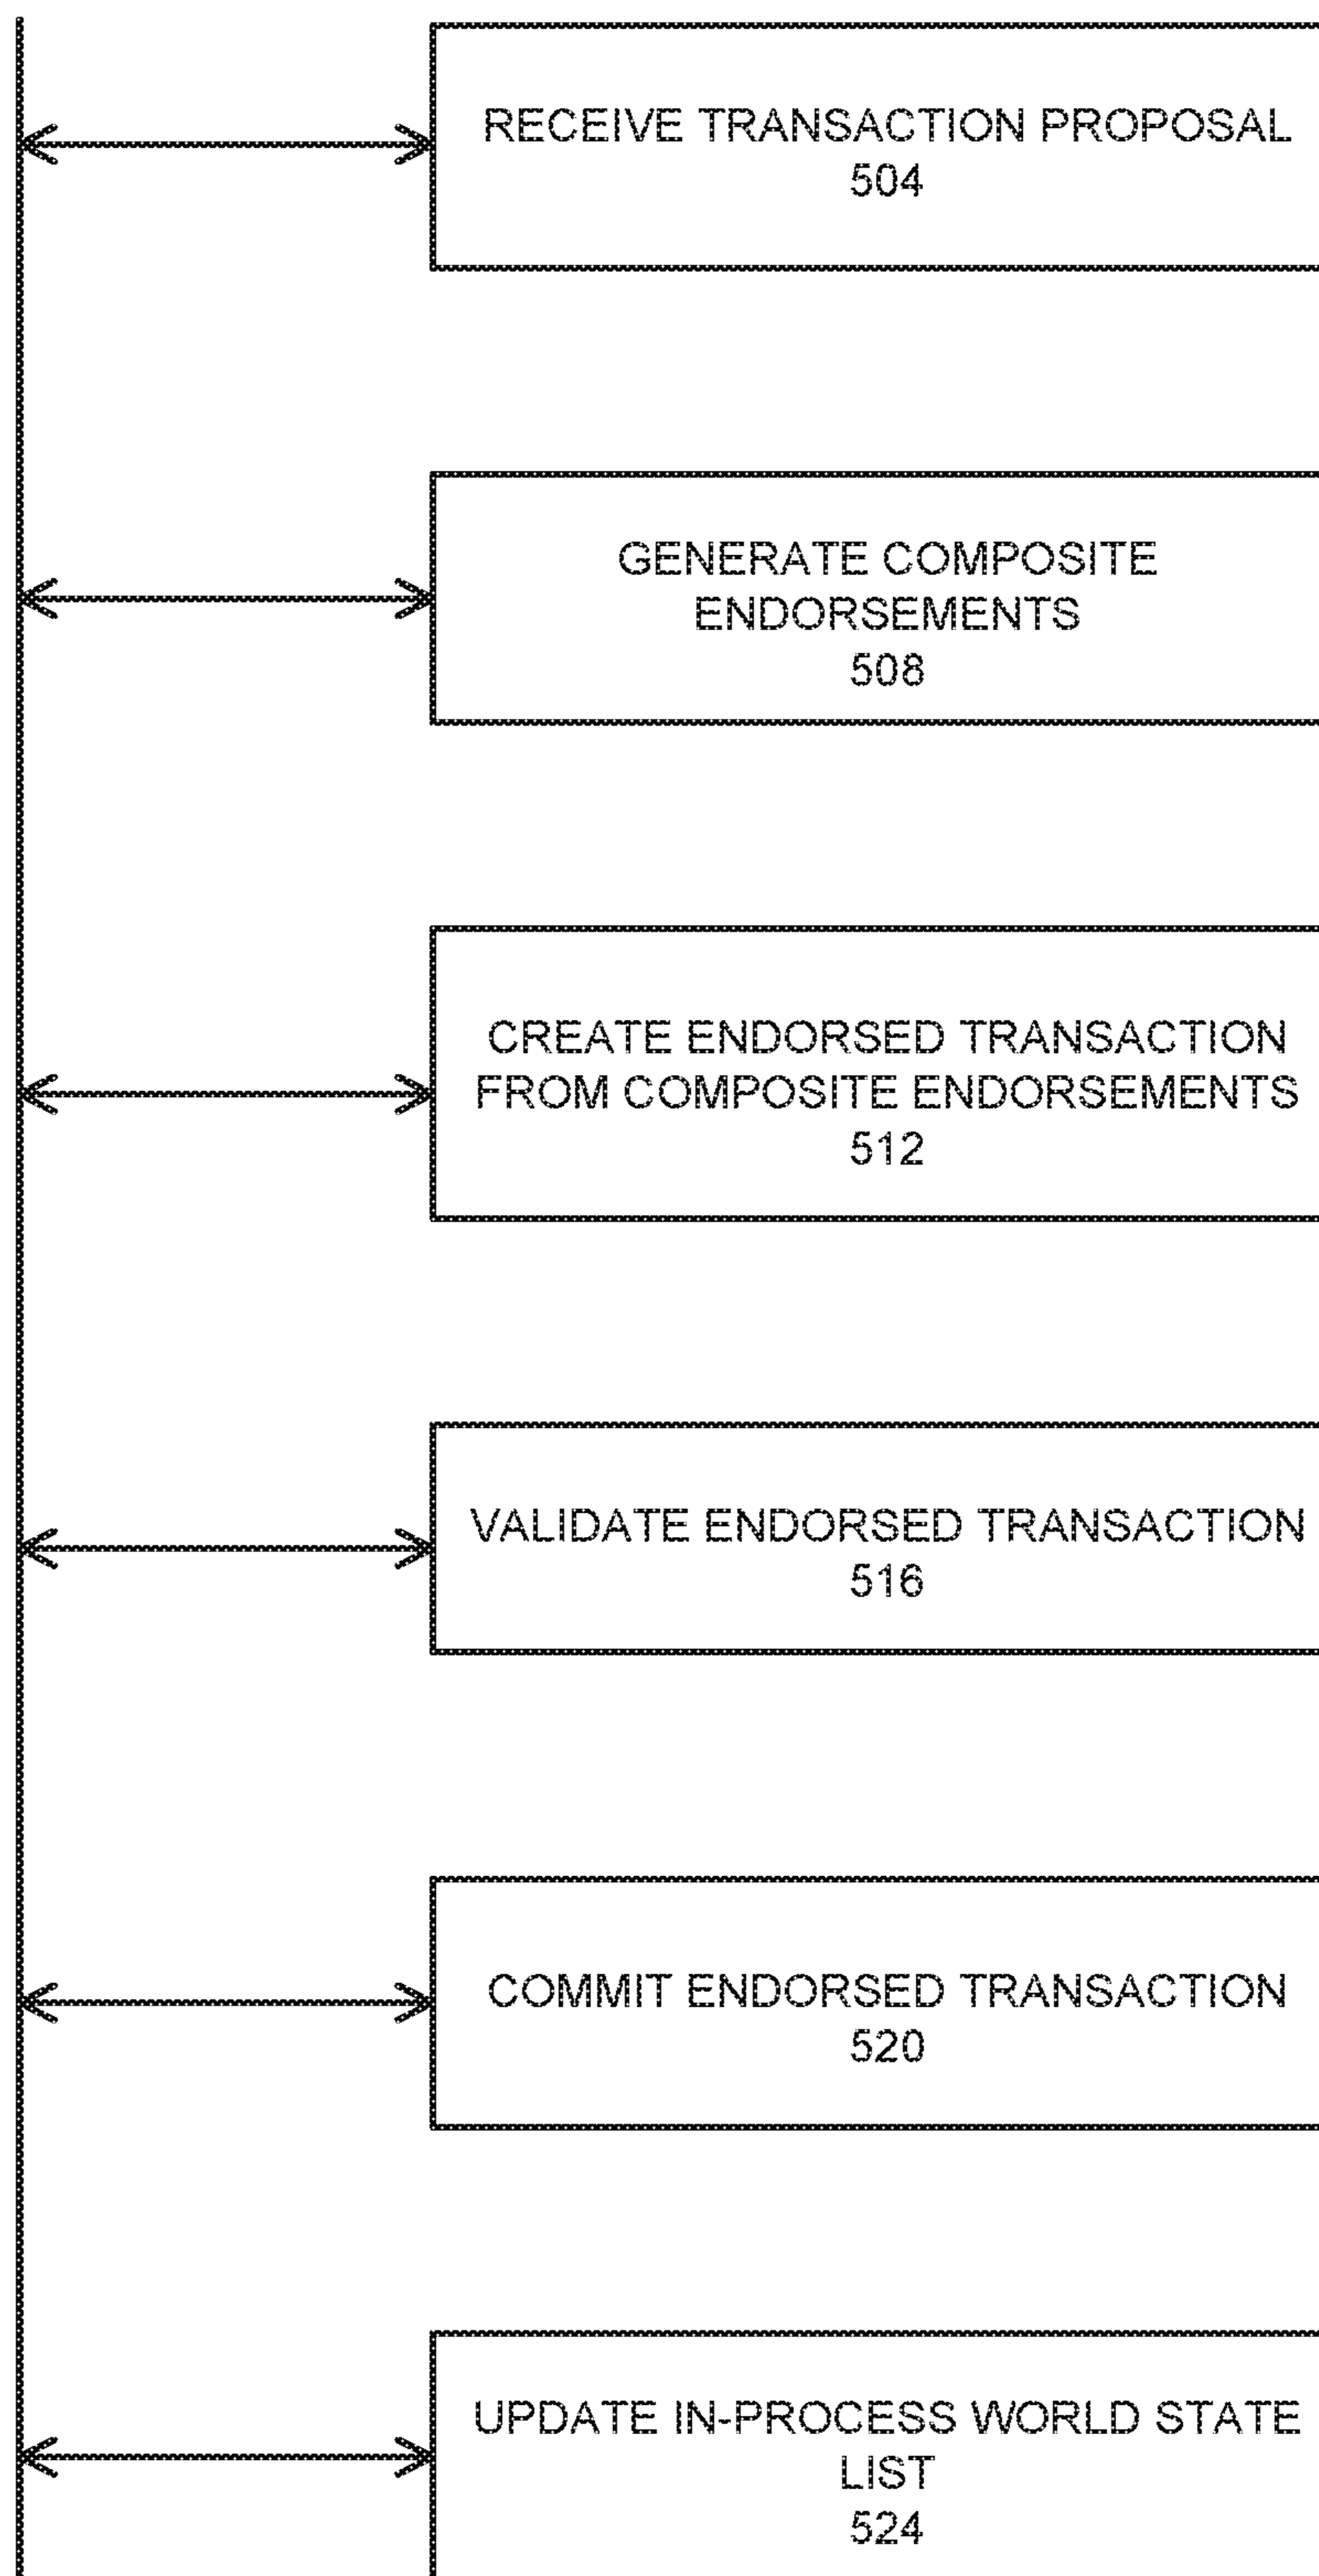 RECEIVE TRANSACTION PROPOSAL
504
GENERATE COMPOSITE
ENDORSEMENTS
508
CREATE ENDORSED TRANSACTION
FROM COMPOSITE ENDORSEMENTS
512
VALIDATE ENDORSED TRANSACTION
516
COMMIT ENDORSED TRANSACTION
520
UPDATE IN-PROCESS WORLD STATE
LIST
524